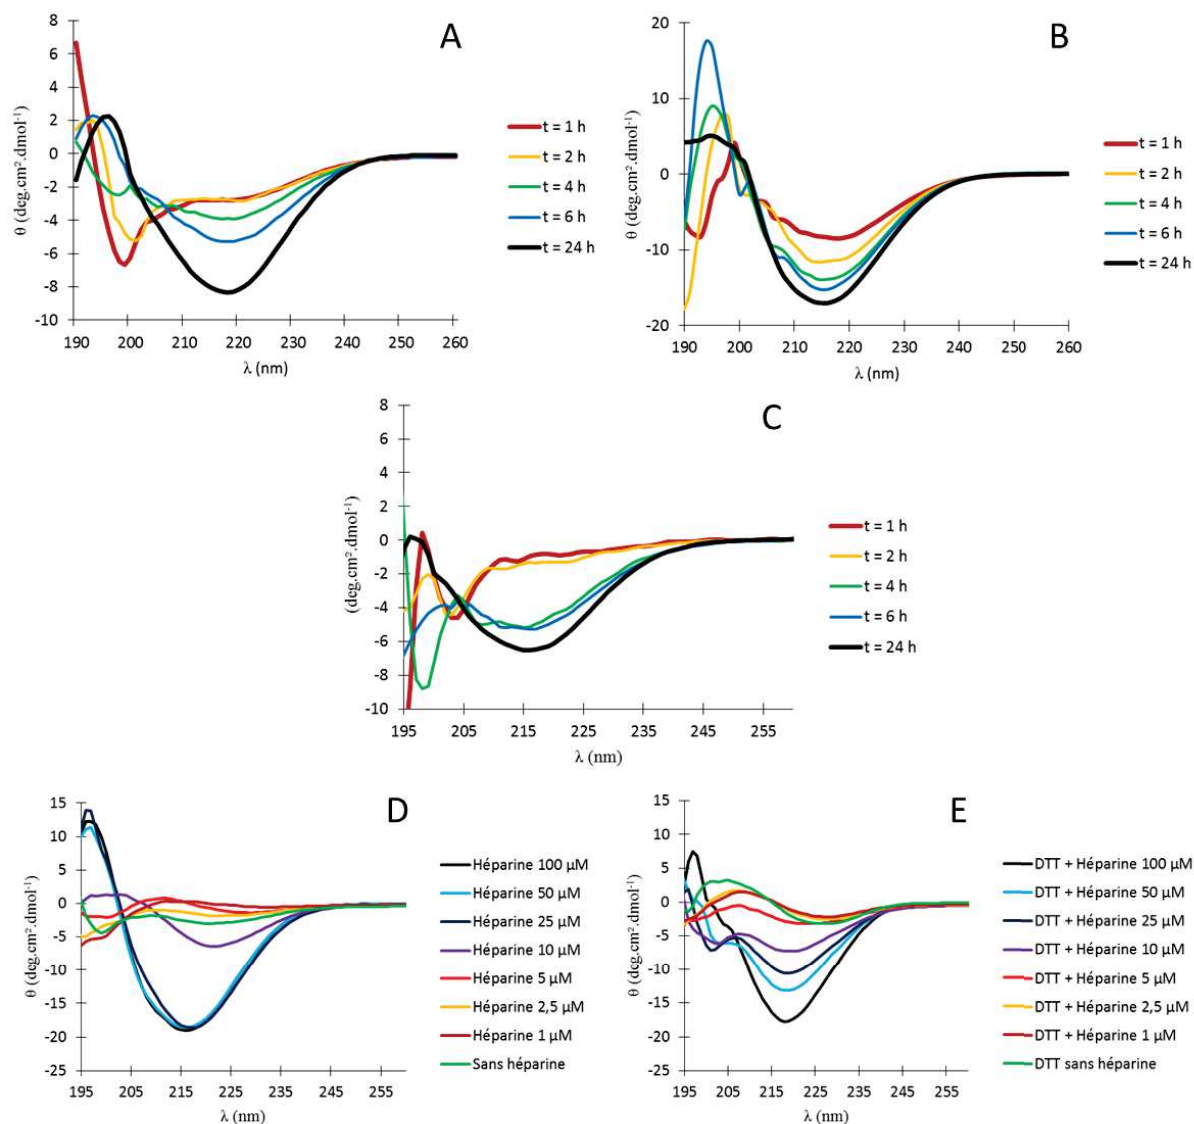 A
8
6
4
2
0
-2
-4
-6
-8
-10
θ (deg.cm².dmol⁻¹)
190 200 210 220 230 240 250 260
λ (nm)
t = 1 h
t = 2 h
t = 4 h
t = 6 h
t = 24 h
B
20
10
0
-10
-20
θ (deg.cm².dmol⁻¹)
190 200 210 220 230 240 250 260
λ (nm)
t = 1 h
t = 2 h
t = 4 h
t = 6 h
t = 24 h
C
8
6
4
2
0
-2
-4
-6
-8
-10
(deg.cm².dmol⁻¹)
195 205 215 225 235 245 255
λ (nm)
t = 1 h
t = 2 h
t = 4 h
t = 6 h
t = 24 h
D
15
10
5
0
-5
-10
-15
-20
-25
θ (deg.cm².dmol⁻¹)
195 205 215 225 235 245 255
λ (nm)
Héparine 100 µM
Héparine 50 µM
Héparine 25 µM
Héparine 10 µM
Héparine 5 µM
Héparine 2,5 µM
Héparine 1 µM
Sans héparine
E
15
10
5
0
-5
-10
-15
-20
-25
θ (deg.cm².dmol⁻¹)
195 205 215 225 235 245 255
λ (nm)
DTT + Héparine 100 µM
DTT + Héparine 50 µM
DTT + Héparine 25 µM
DTT + Héparine 10 µM
DTT + Héparine 5 µM
DTT + Héparine 2,5 µM
DTT + Héparine 1 µM
DTT sans héparine